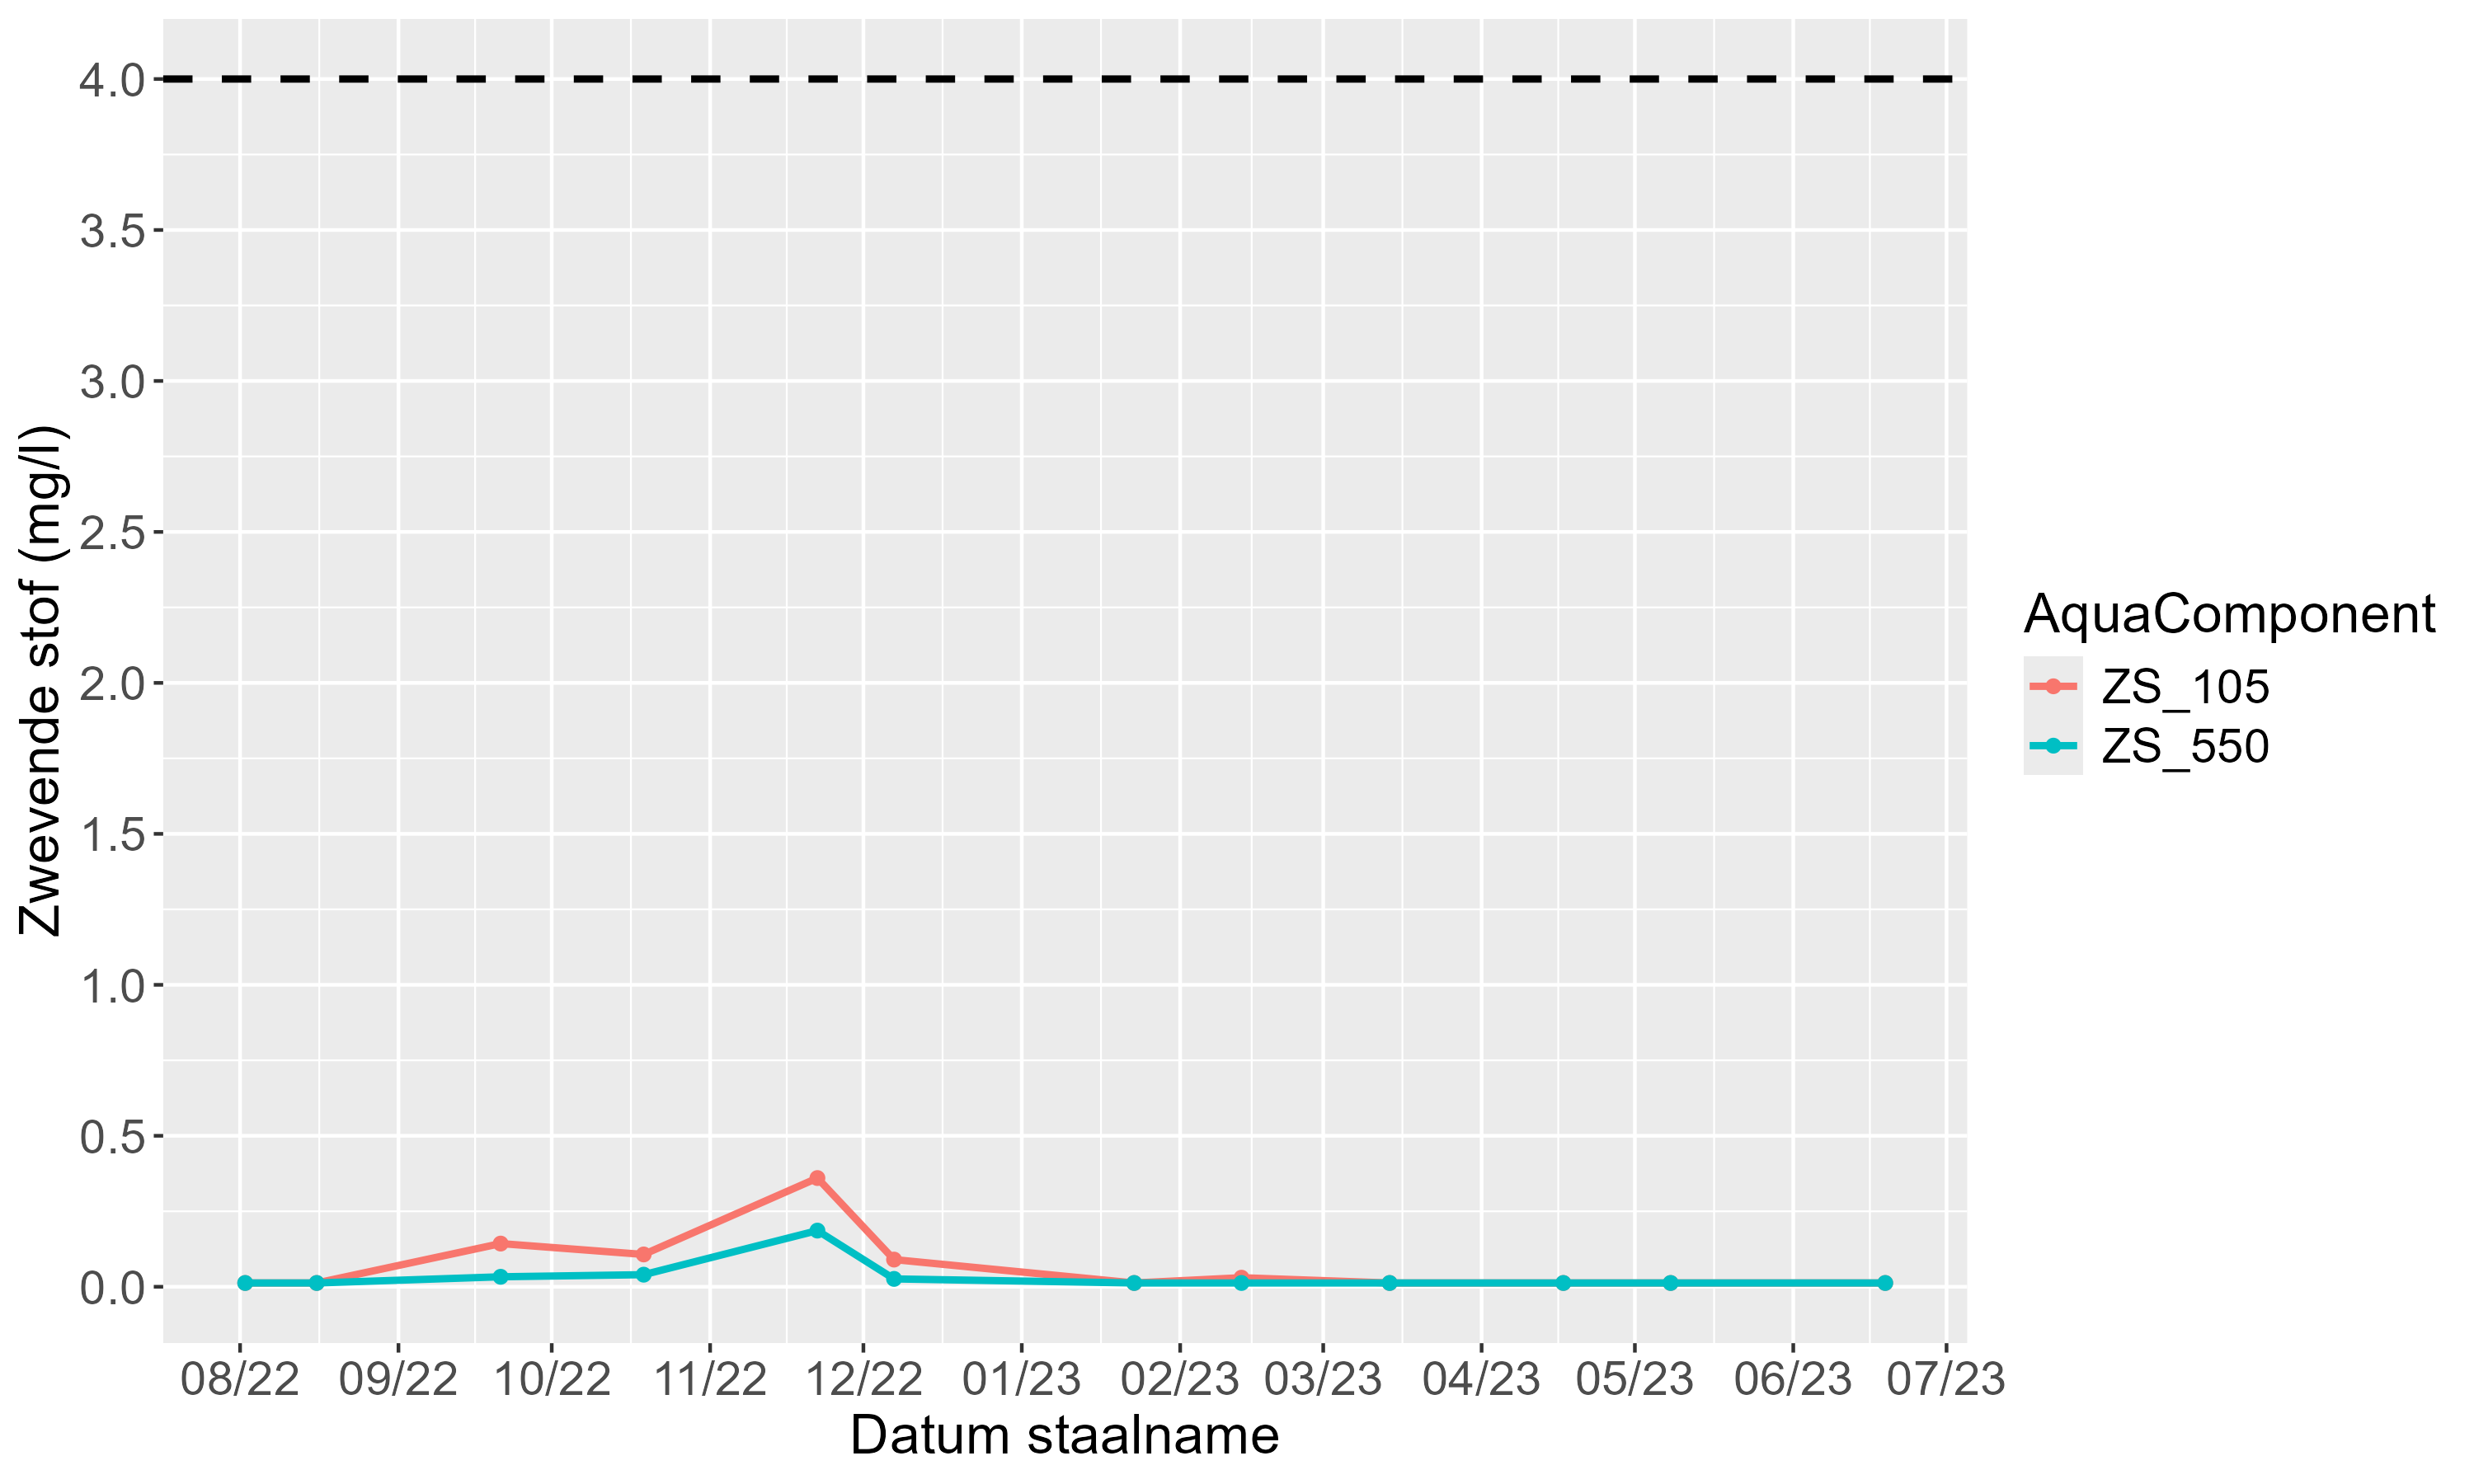 Zwevende stof (mg/l)
4.0
3.5
3.0
2.5
2.0
1.5
1.0
0.5
0.0
08/22 09/22 10/22 11/22 12/22 01/23 02/23 03/23 04/23 05/23 06/23 07/23
Datum staalname
AquaComponent
ZS_105
ZS_550